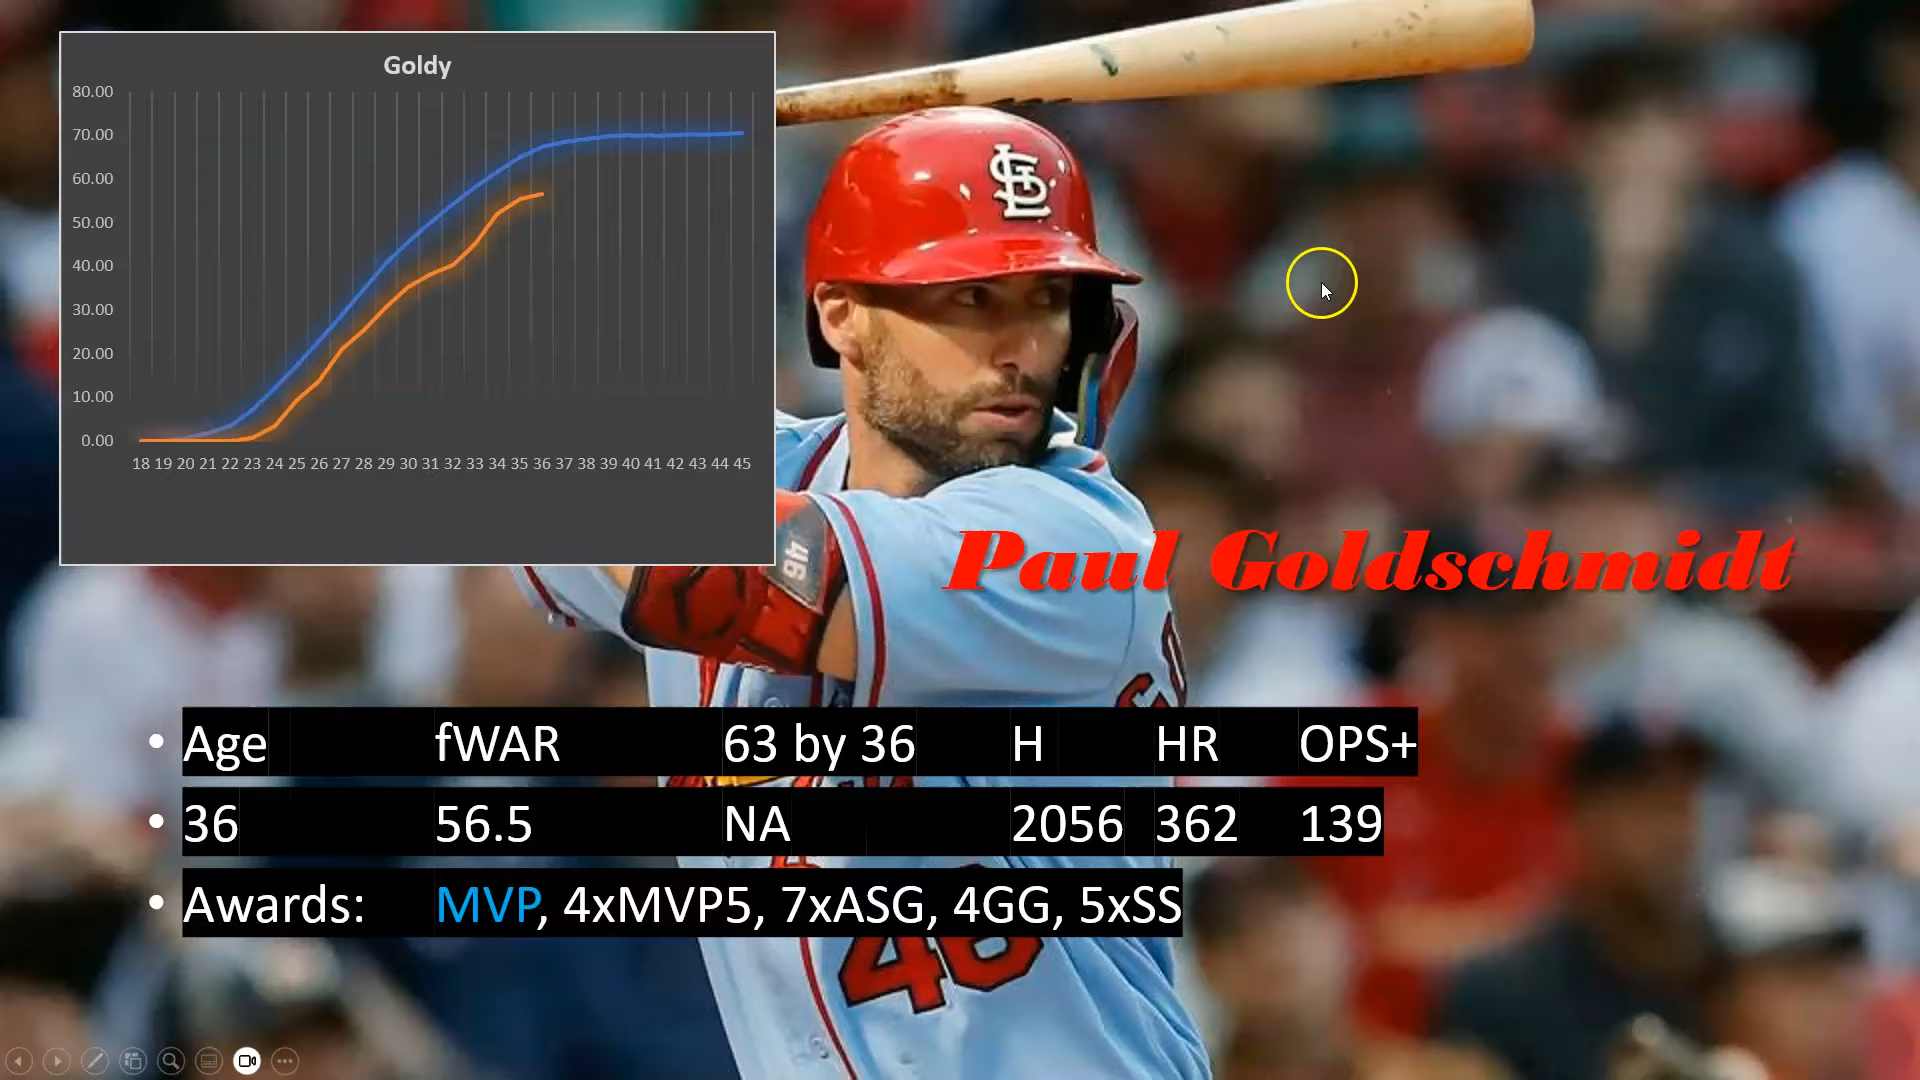 Goldy
80.00
70.00
60.00
50.00
40.00
30.00
20.00
10.00
0.00
18 19 20 21 22 23 24 25 26 27 28 29 30 31 32 33 34 35 36 37 38 39 40 41 42 43 44 45
STL
46
Paul Goldschmidt
• Age fWAR 63 by 36 H HR OPS+
• 36 56.5 NA 2056 362 139
• Awards: MVP, 4xMVP5, 7xASG, 4GG, 5xSS
46